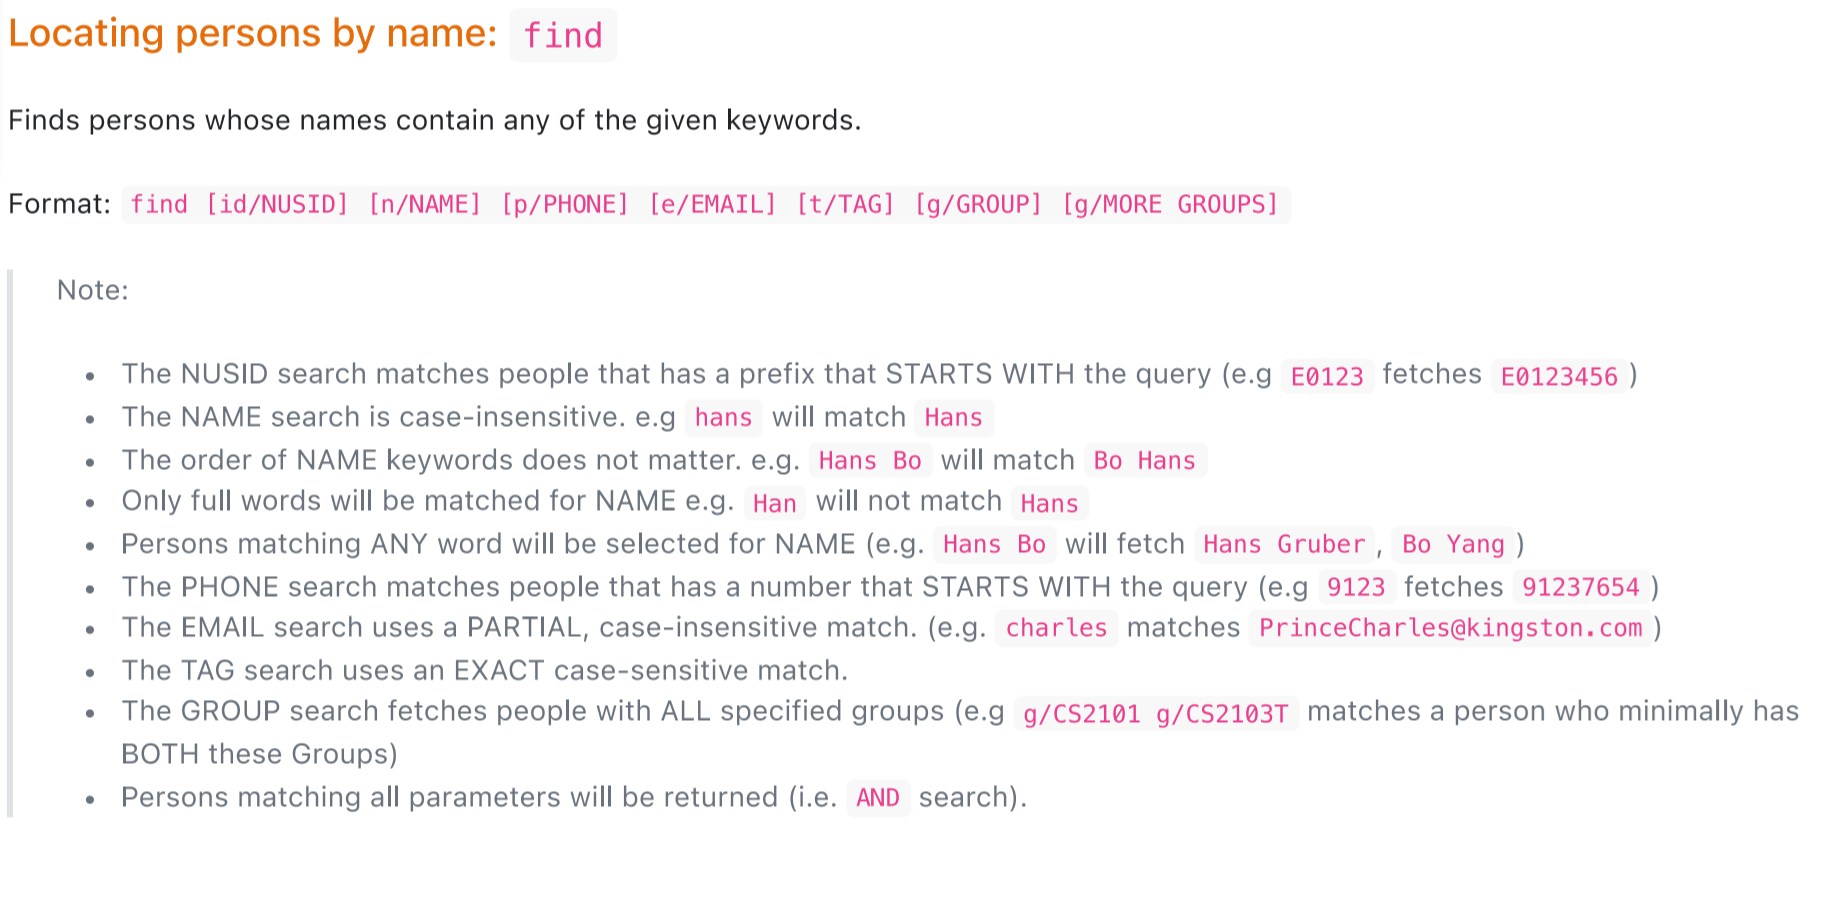 Locating persons by name: find
Finds persons whose names contain any of the given keywords.
Format: find [id/NUSID] [n/NAME] [p/PHONE] [e/EMAIL] [t/TAG] [g/GROUP] [g/MORE GROUPS]
Note:
• The NUSID search matches people that has a prefix that STARTS WITH the query (e.g E0123 fetches E0123456 )
• The NAME search is case-insensitive. e.g hans will match Hans
• The order of NAME keywords does not matter. e.g. Hans Bo will match Bo Hans
• Only full words will be matched for NAME e.g. Han will not match Hans
• Persons matching ANY word will be selected for NAME (e.g. Hans Bo will fetch Hans Gruber , Bo Yang )
• The PHONE search matches people that has a number that STARTS WITH the query (e.g 9123 fetches 91237654 )
• The EMAIL search uses a PARTIAL, case-insensitive match. (e.g. charles matches PrinceCharles@kingston.com )
• The TAG search uses an EXACT case-sensitive match.
• The GROUP search fetches people with ALL specified groups (e.g g/CS2101 g/CS2103T matches a person who minimally has
BOTH these Groups)
• Persons matching all parameters will be returned (i.e. AND search).